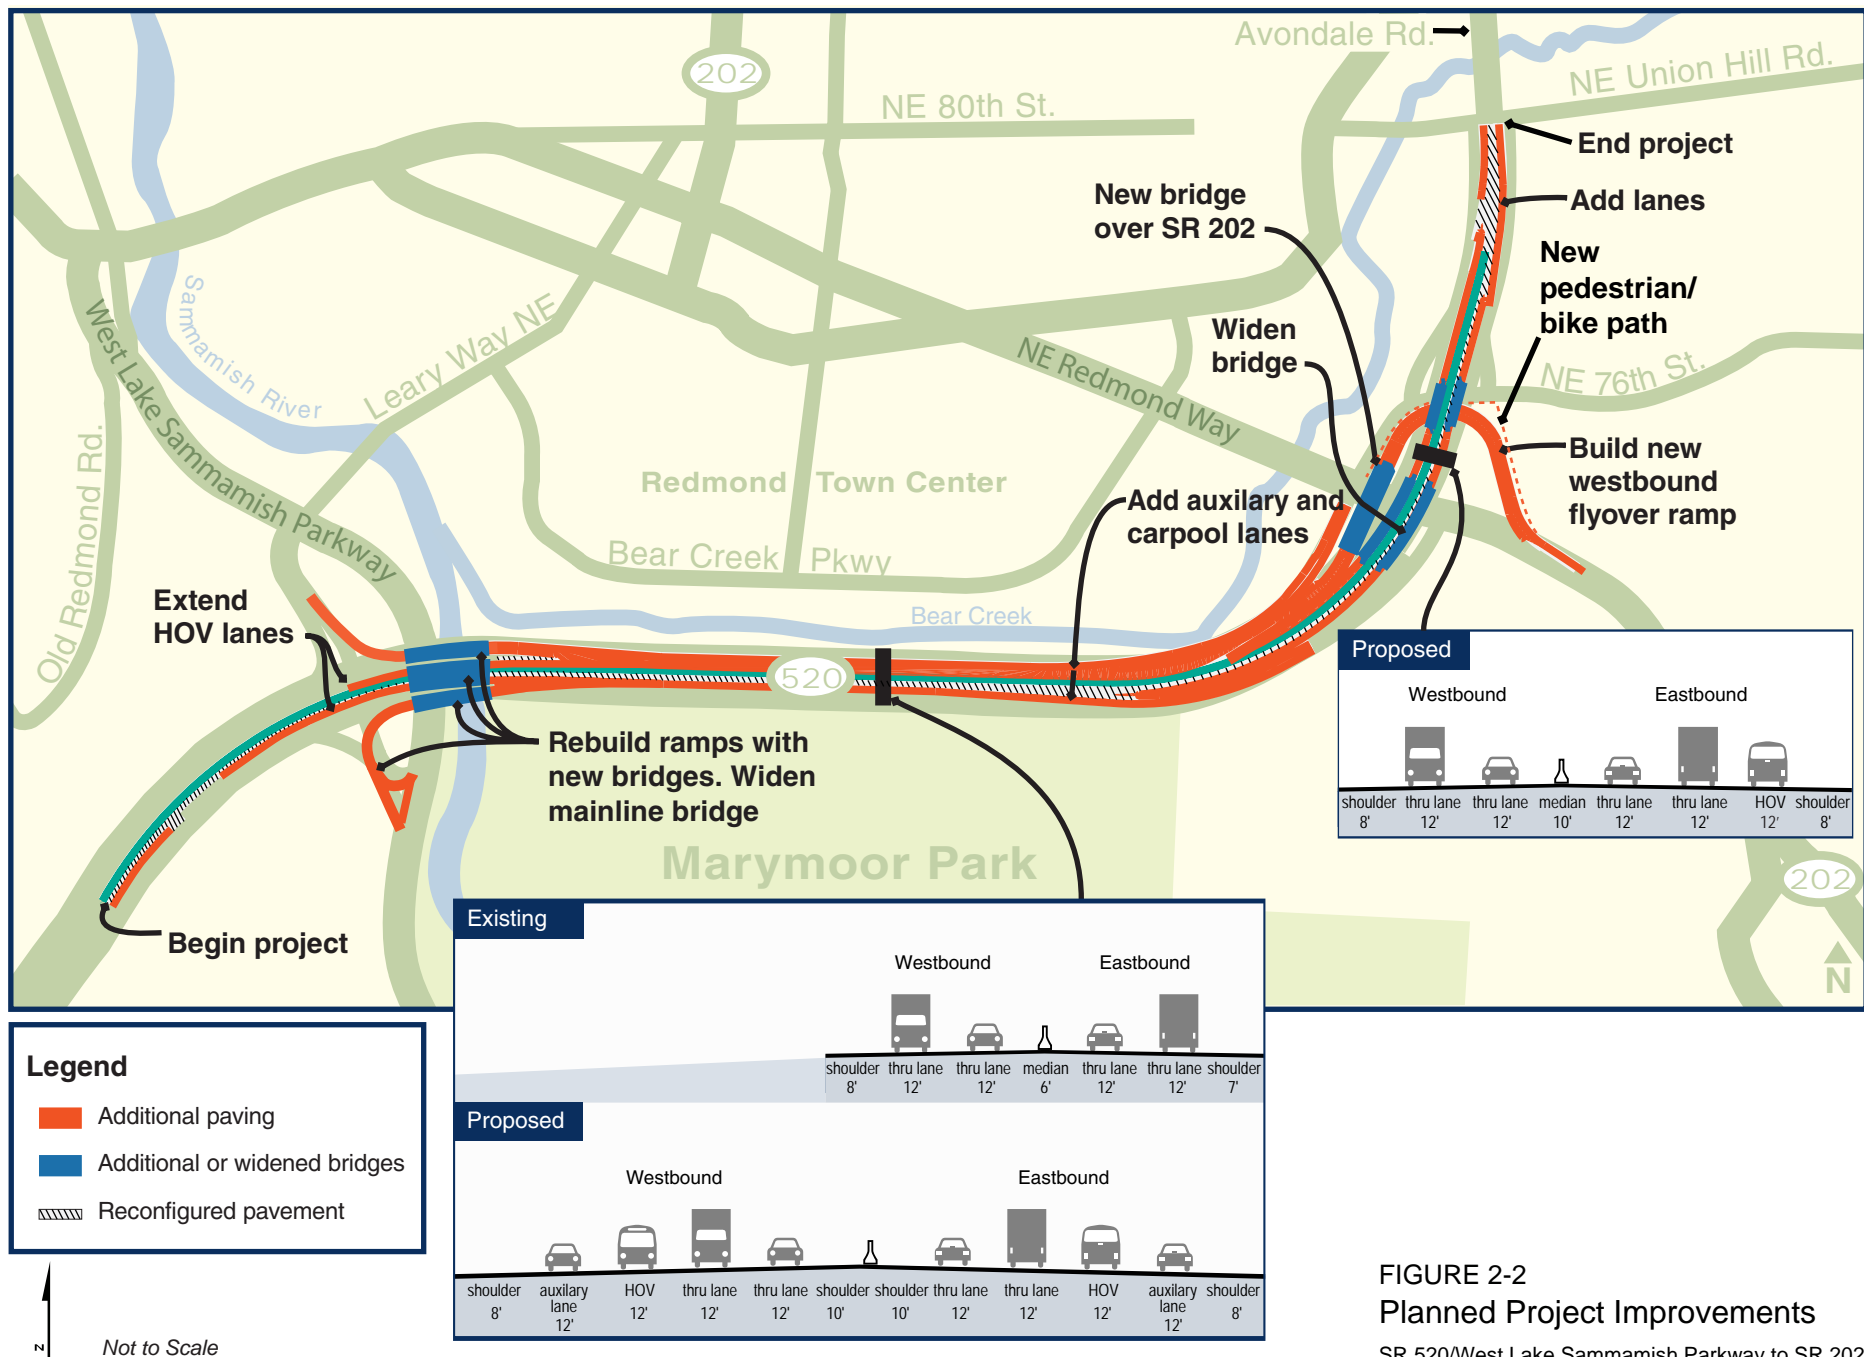 Avondale Rd.
202
NE Union Hill Rd.
NE 80th St.
End project
New bridge
over SR 202
Add lanes
New
pedestrian/
bike path
Sammamish River
West Lake Sammamish Parkway
Leary Way NE
Widen
bridge
NE Redmond Way
NE 76th St.
Old Redmond Rd.
Redmond Town Center
Build new
westbound
flyover ramp
Add auxilary and
carpool lanes
Bear Creek Pkwy
Extend
HOV lanes
Bear Creek
520
Proposed
Westbound Eastbound
shoulder thru lane thru lane median thru lane thru lane HOV shoulder
8' 12' 12' 10' 12' 12' 12' 8'
Rebuild ramps with
new bridges. Widen
mainline bridge
Marymoor Park
202
Begin project
N
Existing
Westbound Eastbound
shoulder thru lane thru lane median thru lane thru lane shoulder
8' 12' 12' 6' 12' 12' 7'
Proposed
Westbound Eastbound
shoulder auxilary lane HOV thru lane thru lane shoulder shoulder thru lane thru lane HOV auxilary lane shoulder
8' 12' 12' 12' 12' 10' 10' 12' 12' 12' 12' 8'
Legend
Additional paving
Additional or widened bridges
Reconfigured pavement
N
Not to Scale
FIGURE 2-2
Planned Project Improvements
SR 520/West Lake Sammamish Parkway to SR 202